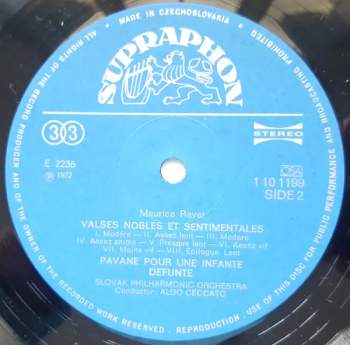 MADE IN CZECHOSLOVAKIA
ALL RIGHTS OF THE RECORD PRODUCER AND OF THE OWNERS OF THE RECORDED WORK RESERVED. REPRODUCTION - USE OF THIS DISC FOR PUBLIC PERFORMANCE AND BROADCASTING PROHIBITED
SUPRAPHON
33
STEREO
E 2236
℗ 1972
OSA
1 10 1199
SIDE 2
Maurice Ravel
VALSES NOBLES ET SENTIMENTALES
I. Modéré — II. Assez lent — III. Modéré
IV. Assez animé — V. Presque lent — VI. Assez vif
VII. Moins vif — VIII. Epilogue. Lent
PAVANE POUR UNE INFANTE
DEFUNTE
SLOVAK PHILHARMONIC ORCHESTRA
Conductor: ALDO CECCATO